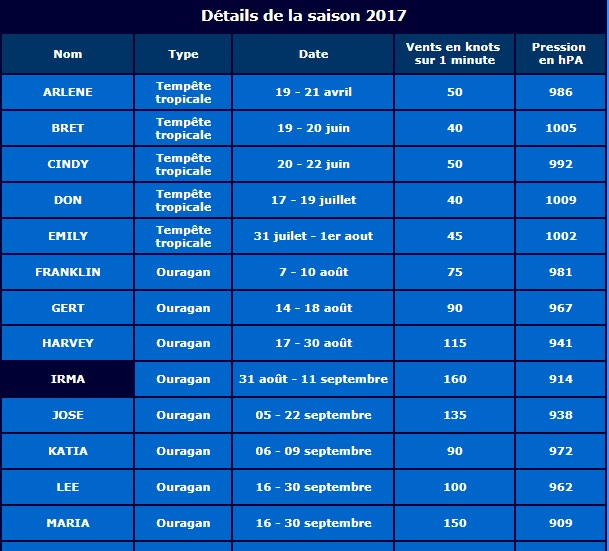 Détails de la saison 2017
Nom Type Date Vents en knots sur 1 minute Pression en hPA
ARLENE Tempête tropicale 19 - 21 avril 50 986
BRET Tempête tropicale 19 - 20 juin 40 1005
CINDY Tempête tropicale 20 - 22 juin 50 992
DON Tempête tropicale 17 - 19 juillet 40 1009
EMILY Tempête tropicale 31 juilet - 1er aout 45 1002
FRANKLIN Ouragan 7 - 10 août 75 981
GERT Ouragan 14 - 18 août 90 967
HARVEY Ouragan 17 - 30 août 115 941
IRMA Ouragan 31 août - 11 septembre 160 914
JOSE Ouragan 05 - 22 septembre 135 938
KATIA Ouragan 06 - 09 septembre 90 972
LEE Ouragan 16 - 30 septembre 100 962
MARIA Ouragan 16 - 30 septembre 150 909